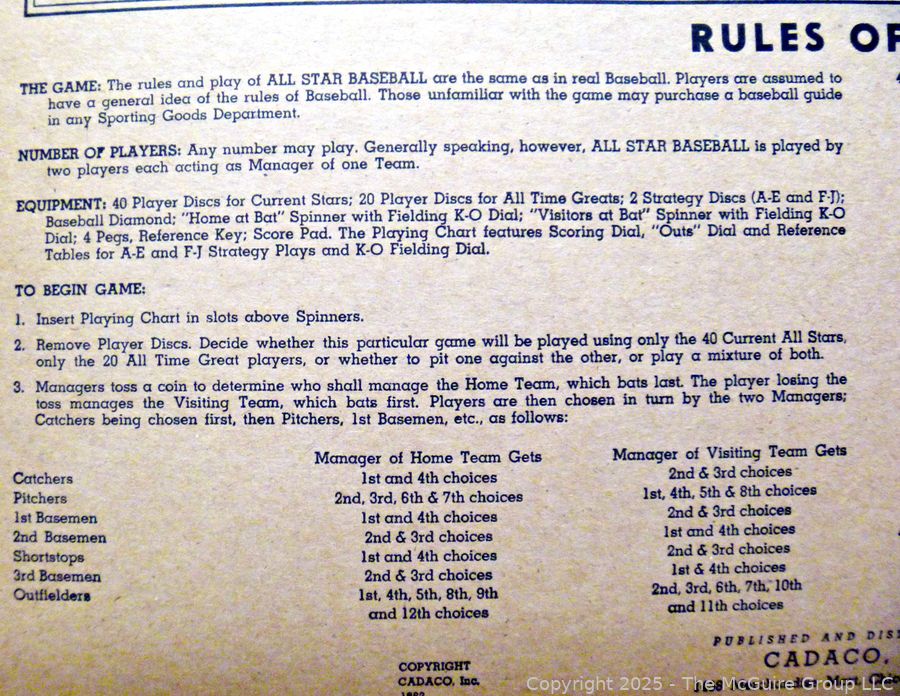 RULES OF
THE GAME: The rules and play of ALL STAR BASEBALL are the same as in real Baseball. Players are assumed to
have a general idea of the rules of Baseball. Those unfamiliar with the game may purchase a baseball guide
in any Sporting Goods Department.
NUMBER OF PLAYERS: Any number may play. Generally speaking, however, ALL STAR BASEBALL is played by
two players each acting as Manager of one Team.
EQUIPMENT: 40 Player Discs for Current Stars; 20 Player Discs for All Time Greats; 2 Strategy Discs (A-E and F-J);
Baseball Diamond; "Home at Bat" Spinner with Fielding K-O Dial; "Visitors at Bat" Spinner with Fielding K-O
Dial; 4 Pegs, Reference Key; Score Pad. The Playing Chart features Scoring Dial, "Outs" Dial and Reference
Tables for A-E and F-J Strategy Plays and K-O Fielding Dial.
TO BEGIN GAME:
1. Insert Playing Chart in slots above Spinners.
2. Remove Player Discs. Decide whether this particular game will be played using only the 40 Current All Stars,
only the 20 All Time Great players, or whether to pit one against the other, or play a mixture of both.
3. Managers toss a coin to determine who shall manage the Home Team, which bats last. The player losing the
toss manages the Visiting Team, which bats first. Players are then chosen in turn by the two Managers;
Catchers being chosen first, then Pitchers, 1st Basemen, etc., as follows:
Manager of Home Team Gets Manager of Visiting Team Gets
Catchers 1st and 4th choices 2nd & 3rd choices
Pitchers 2nd, 3rd, 6th & 7th choices 1st, 4th, 5th & 8th choices
1st Basemen 1st and 4th choices 2nd & 3rd choices
2nd Basemen 2nd & 3rd choices 1st and 4th choices
Shortstops 1st and 4th choices 2nd & 3rd choices
3rd Basemen 2nd & 3rd choices 1st & 4th choices
Outfielders 1st, 4th, 5th, 8th, 9th 2nd, 3rd, 6th, 7th, 10th
and 12th choices and 11th choices
PUBLISHED AND DIS
CADACO,
COPYRIGHT
CADACO, Inc.
Copyright 2025 - The McGuire Group LLC